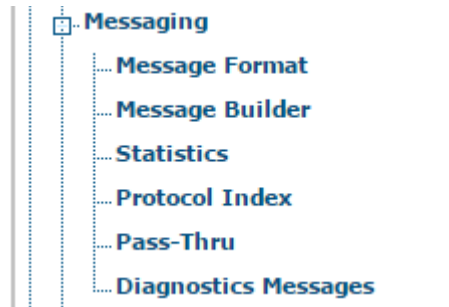 Messaging
Message Format
Message Builder
Statistics
Protocol Index
Pass-Thru
Diagnostics Messages